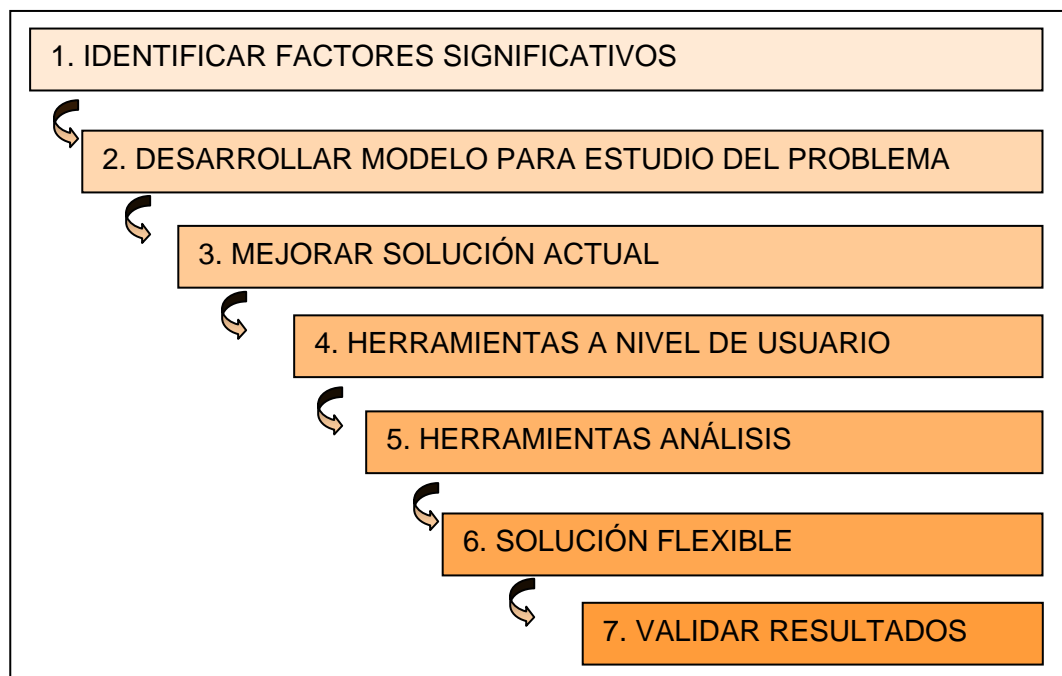 1. IDENTIFICAR FACTORES SIGNIFICATIVOS
2. DESARROLLAR MODELO PARA ESTUDIO DEL PROBLEMA
3. MEJORAR SOLUCIÓN ACTUAL
4. HERRAMIENTAS A NIVEL DE USUARIO
5. HERRAMIENTAS ANÁLISIS
6. SOLUCIÓN FLEXIBLE
7. VALIDAR RESULTADOS